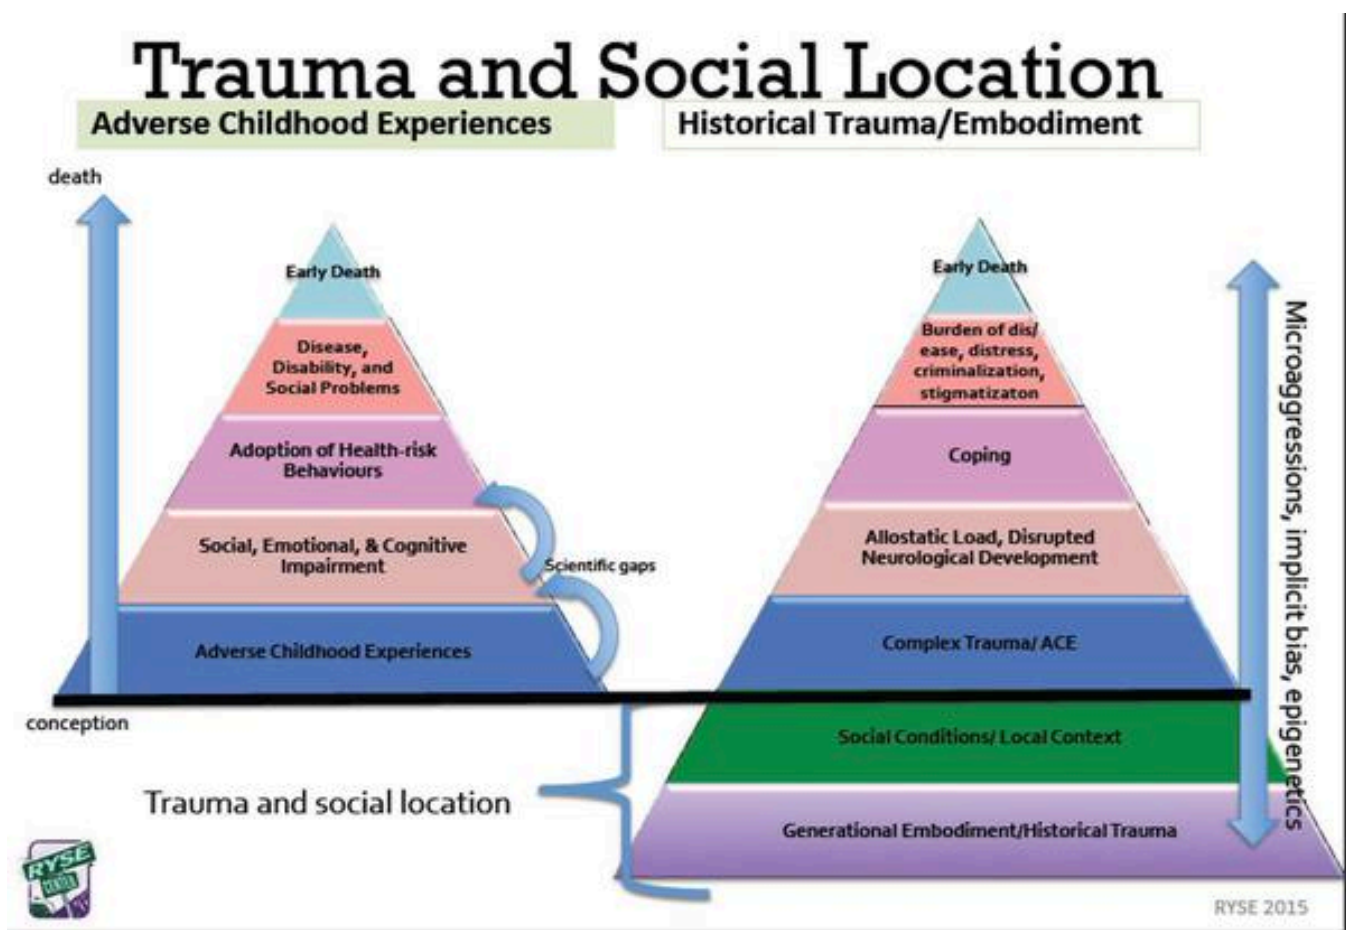 Trauma and Social Location
Adverse Childhood Experiences
Historical Trauma/Embodiment
death
Early Death
Disease,
Disability, and
Social Problems
Adoption of Health-risk
Behaviours
Social, Emotional, & Cognitive
Impairment
Scientific gaps
Adverse Childhood Experiences
conception
Trauma and social location
Early Death
Burden of dis/
ease, distress,
criminalization,
stigmatizaton
Coping
Allostatic Load, Disrupted
Neurological Development
Complex Trauma/ ACE
Social Conditions/ Local Context
Generational Embodiment/Historical Trauma
Microaggressions, implicit bias, epigenetics
RYSE
CENTER
RYSE 2015